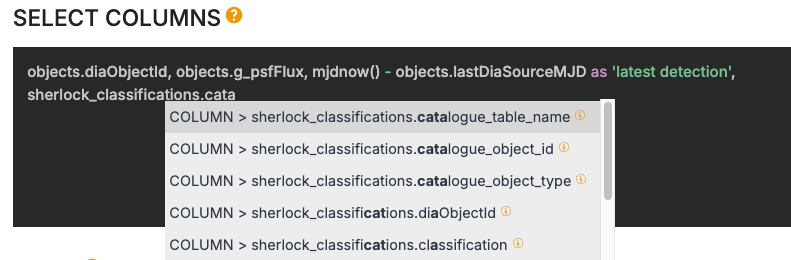 SELECT COLUMNS ?
objects.diaObjectId, objects.g_psfFlux, mjdnow() - objects.lastDiaSourceMJD as 'latest detection',
sherlock_classifications.cata
COLUMN > sherlock_classifications.catalogue_table_name
COLUMN > sherlock_classifications.catalogue_object_id
COLUMN > sherlock_classifications.catalogue_object_type
COLUMN > sherlock_classifications.diaObjectId
COLUMN > sherlock_classifications.classification